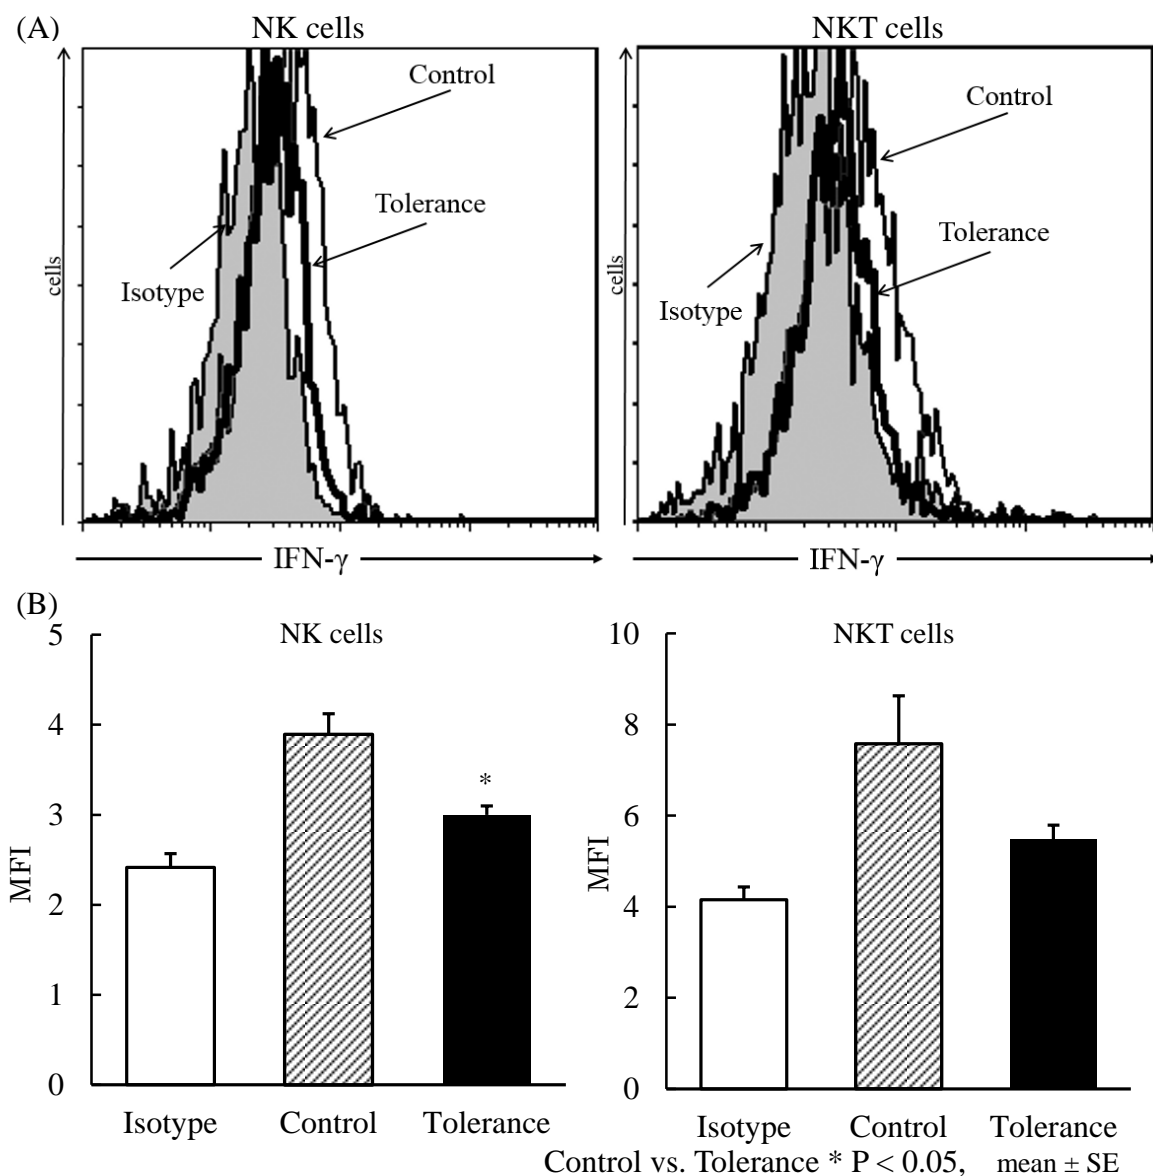 (A)
NK cells
NKT cells
Control
Tolerance
Isotype
cells
IFN-γ
Control
Tolerance
Isotype
cells
IFN-γ
(B)
NK cells
5
4
3
2
1
0
MFI
*
Isotype Control Tolerance
NKT cells
10
8
6
4
2
0
MFI
Isotype Control Tolerance
Control vs. Tolerance * P < 0.05, mean ± SE